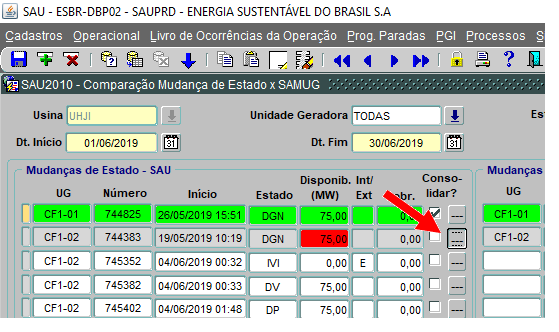 SAU - ESBR-DBP02 - SAUPRD - ENERGIA SUSTENTÁVEL DO BRASIL S.A
Cadastros Operacional Livro de Ocorrências da Operação Prog. Paradas PGI Processos S
SAU2010 - Comparação Mudança de Estado x SAMUG
Usina UHJI Unidade Geradora TODAS Es
Dt. Início 01/06/2019 31 Dt. Fim 30/06/2019 31
Mudanças de Estado - SAU Mudanças
UG Número Início Estado Disponib. (MW) Int/ Ext obr. Conso- lidar? UG
CF1-01 744825 26/05/2019 15:51 DGN 75,00 0,00 --- CF1-01
CF1-02 744383 19/05/2019 10:19 DGN 75,00 0,00 --- CF1-02
CF1-02 745352 04/06/2019 00:32 IVI 0,00 E 0,00 ---
CF1-02 745382 04/06/2019 00:33 DV 75,00 0,00 ---
CF1-02 745402 04/06/2019 01:48 DP 75,00 0,00 ---